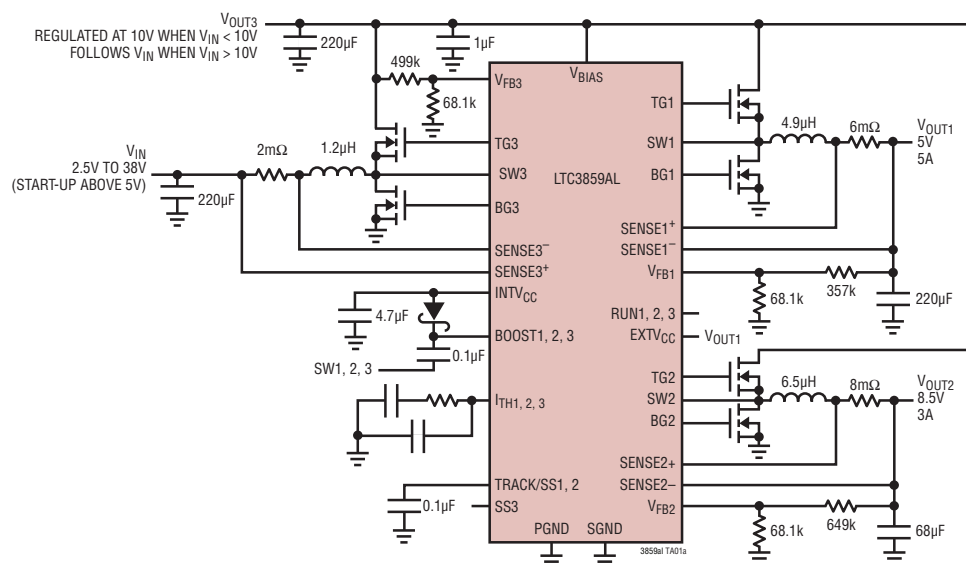 VOUT3
REGULATED AT 10V WHEN VIN < 10V
FOLLOWS VIN WHEN VIN > 10V
220µF
1µF
499k
68.1k
VFB3
VBIAS
TG1
4.9µH
6mΩ
VOUT1
5V
5A
SW1
BG1
VIN
2.5V TO 38V
(START-UP ABOVE 5V)
220µF
2mΩ
1.2µH
TG3
SW3
BG3
LTC3859AL
SENSE3–
SENSE3+
SENSE1+
SENSE1–
VFB1
357k
68.1k
220µF
INTVCC
4.7µF
BOOST1, 2, 3
0.1µF
SW1, 2, 3
RUN1, 2, 3
EXTVCC
VOUT1
TG2
6.5µH
8mΩ
VOUT2
8.5V
3A
SW2
BG2
ITH1, 2, 3
SENSE2+
SENSE2–
TRACK/SS1, 2
0.1µF
SS3
VFB2
649k
68.1k
68µF
PGND
SGND
3859al TA01a